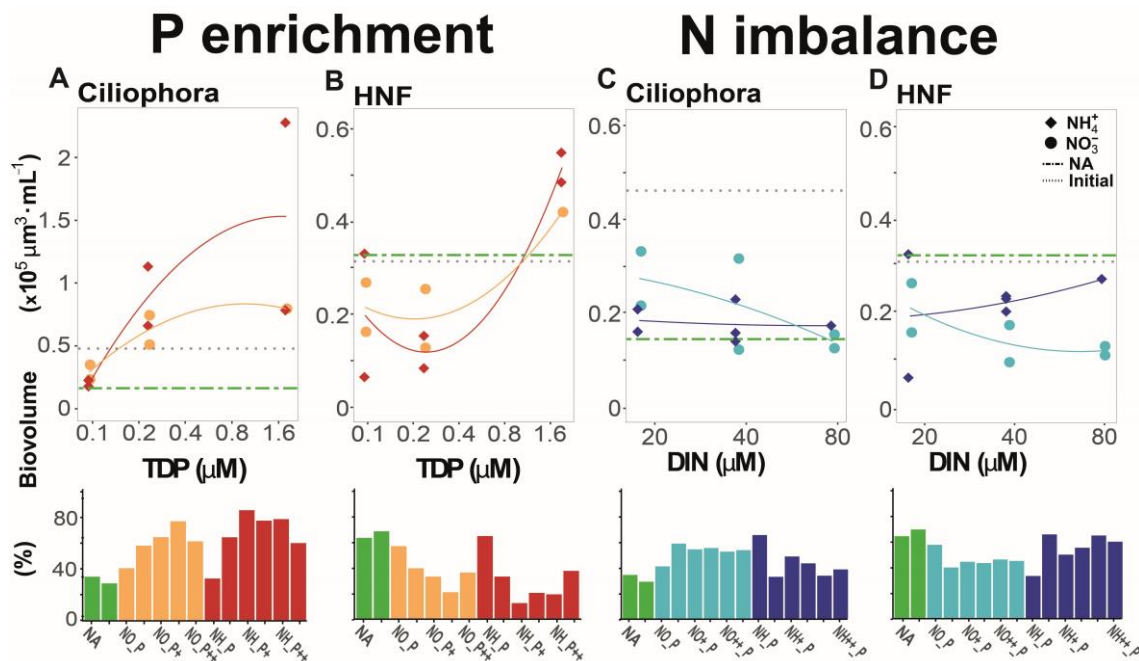 P enrichment N imbalance
A Ciliophora B HNF C Ciliophora D HNF
NH₄⁺
NO₃⁻
NA
Initial
Biovolume (x10⁵ μm³·mL⁻¹)
2
1.5
1
0.5
0
0.6
0.4
0.2
0
0.6
0.4
0.2
0
0.6
0.4
0.2
0
0.1 0.2 0.4 0.8 1.6
0.1 0.2 0.4 0.8 1.6
20 40 80
20 40 80
TDP (μM) TDP (μM) DIN (μM) DIN (μM)
(%)
80
40
0
NA NO_P NO_P+ NO_P++ NH_P NH_P+ NH_P++
NA NO_P NO_P+ NO_P++ NH_P NH_P+ NH_P++
NA NO_P NO⁺_P NO⁺⁺_P NH_P NH⁺_P NH⁺⁺_P
NA NO_P NO⁺_P NO⁺⁺_P NH_P NH⁺_P NH⁺⁺_P